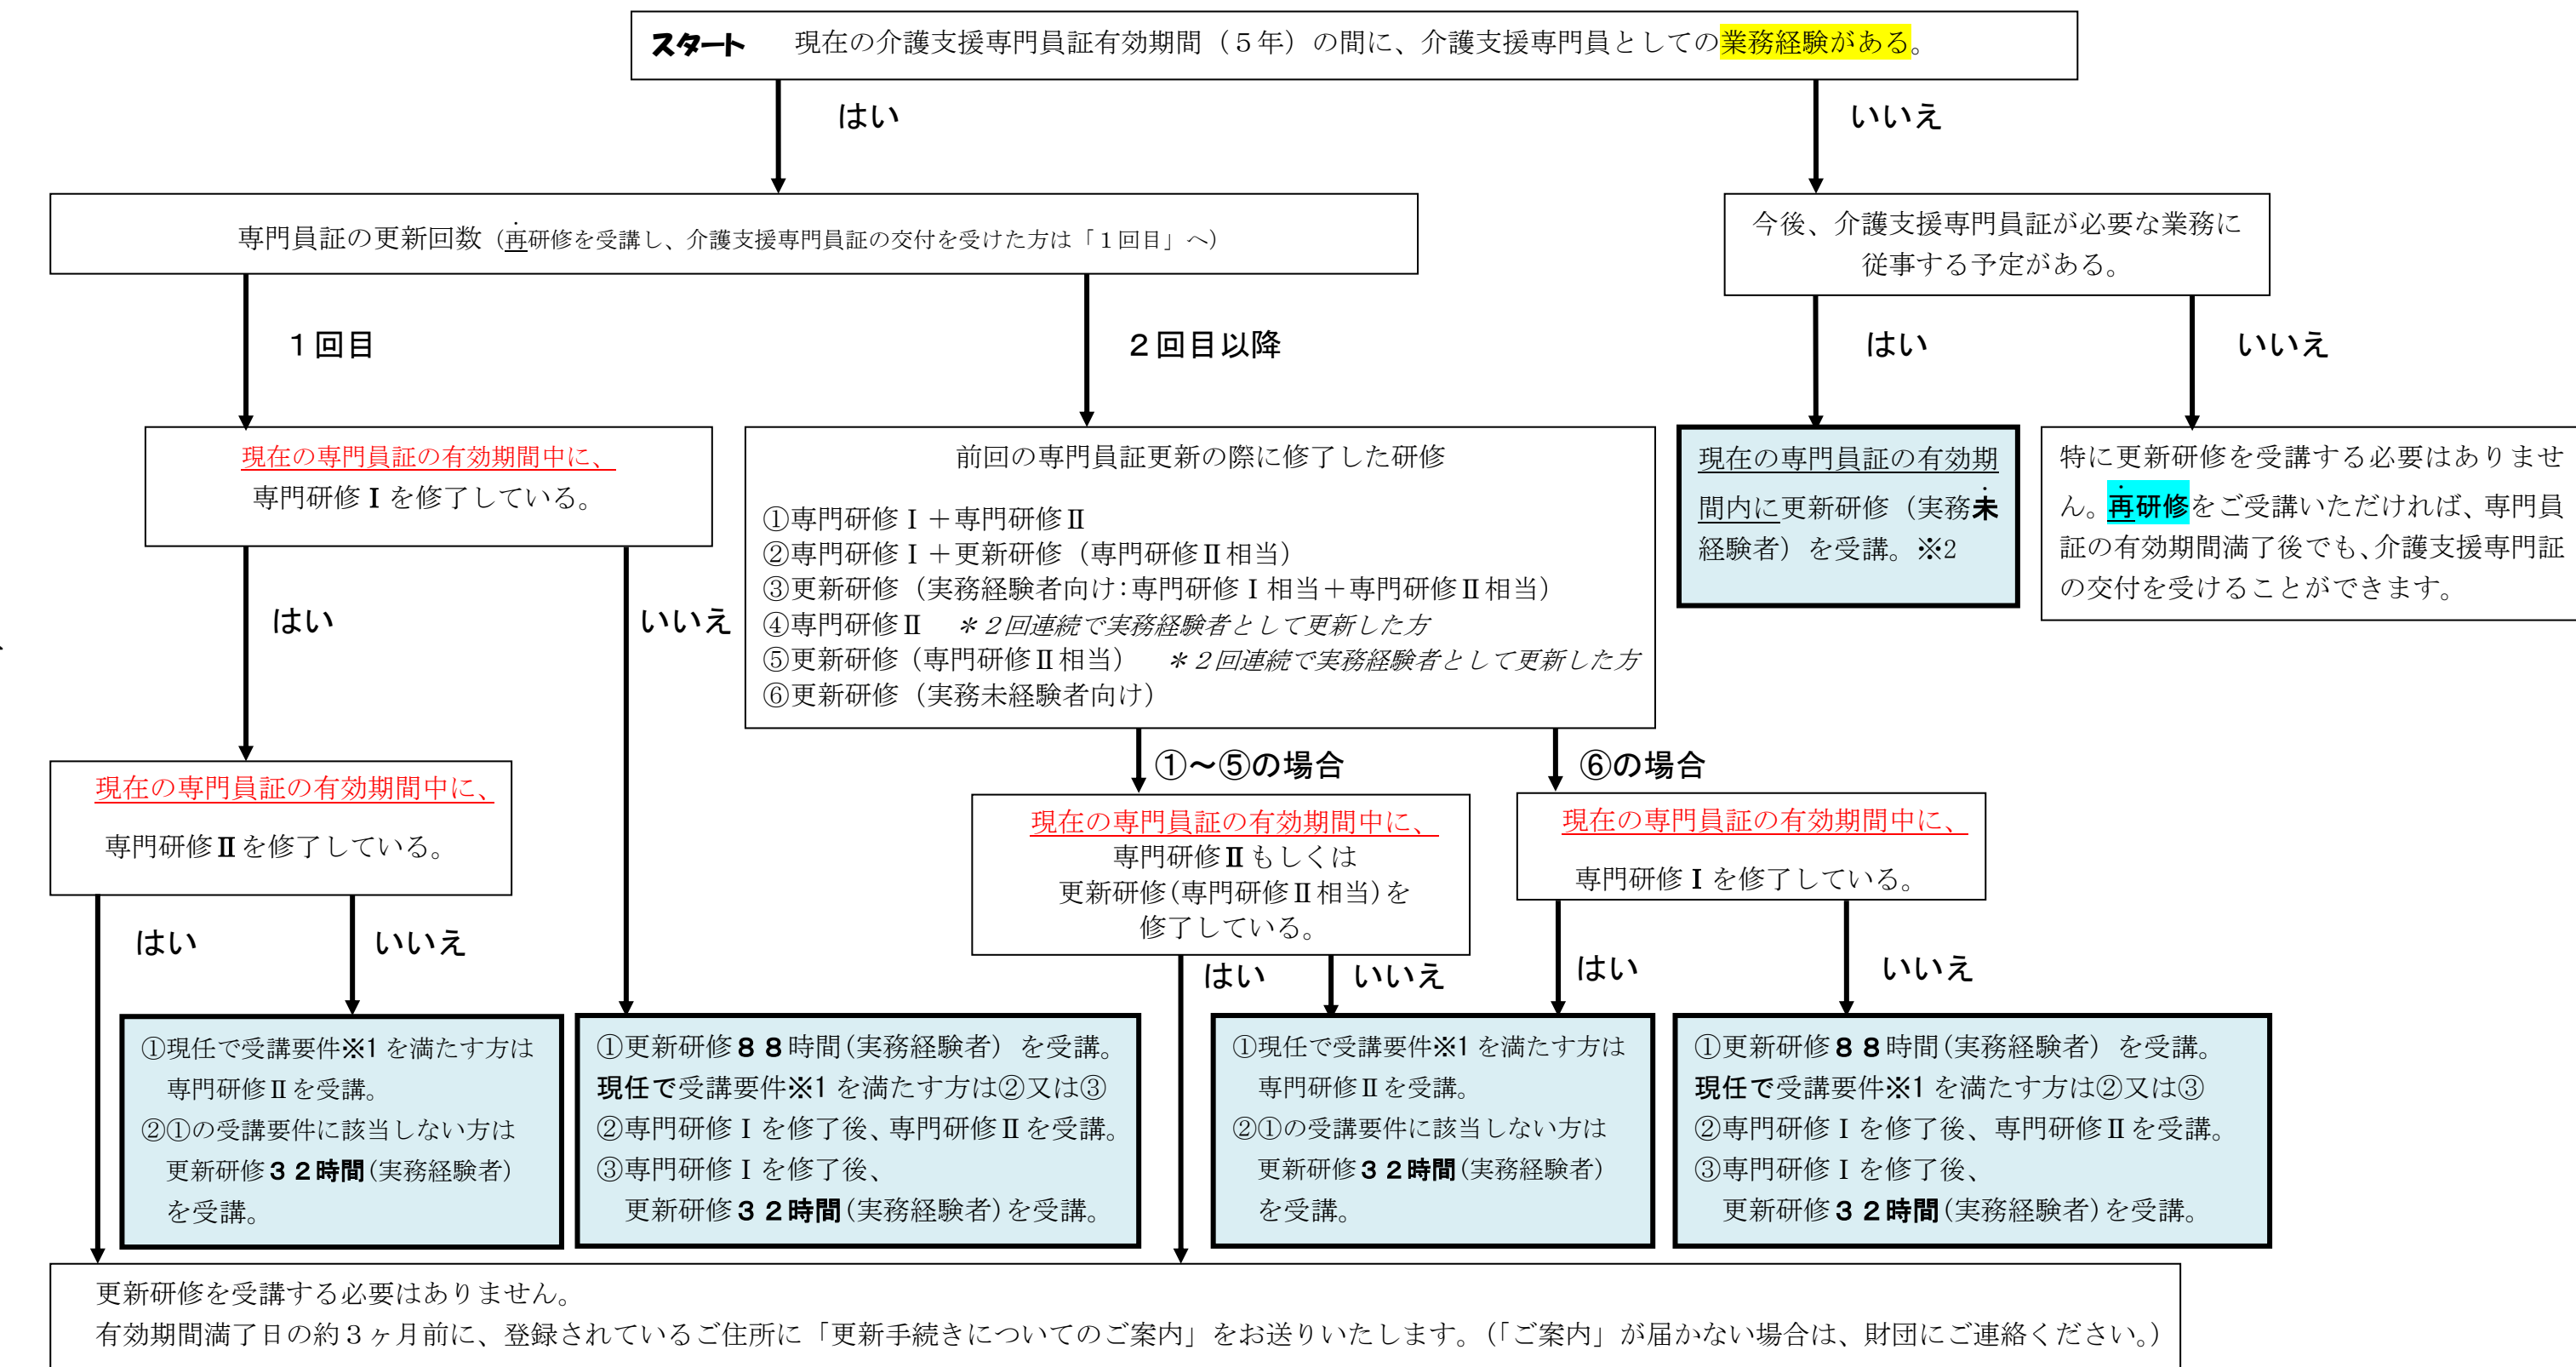 スタート　現在の介護支援専門員証有効期間（５年）の間に、介護支援専門員としての業務経験がある。
はい
いいえ
専門員証の更新回数（再研修を受講し、介護支援専門員証の交付を受けた方は「１回目」へ）
今後、介護支援専門員証が必要な業務に
従事する予定がある。
１回目
２回目以降
はい
いいえ
現在の専門員証の有効期間中に、
専門研修Ⅰを修了している。
前回の専門員証更新の際に修了した研修
①専門研修Ⅰ＋専門研修Ⅱ
②専門研修Ⅰ＋更新研修（専門研修Ⅱ相当）
③更新研修（実務経験者向け：専門研修Ⅰ相当＋専門研修Ⅱ相当）
④専門研修Ⅱ　＊２回連続で実務経験者として更新した方
⑤更新研修（専門研修Ⅱ相当）　＊２回連続で実務経験者として更新した方
⑥更新研修（実務未経験者向け）
現在の専門員証の有効期
間内に更新研修（実務未
経験者）を受講。※2
特に更新研修を受講する必要はありませ
ん。再研修をご受講いただければ、専門員
証の有効期間満了後でも、介護支援専門証
の交付を受けることができます。
はい
いいえ
①～⑤の場合
⑥の場合
現在の専門員証の有効期間中に、
専門研修Ⅱを修了している。
現在の専門員証の有効期間中に、
専門研修Ⅱもしくは
更新研修（専門研修Ⅱ相当）を
修了している。
現在の専門員証の有効期間中に、
専門研修Ⅰを修了している。
はい
いいえ
はい
いいえ
はい
いいえ
①現任で受講要件※1を満たす方は
専門研修Ⅱを受講。
②①の受講要件に該当しない方は
更新研修３２時間（実務経験者）
を受講。
①更新研修８８時間（実務経験者）を受講。
現任で受講要件※1を満たす方は②又は③
②専門研修Ⅰを修了後、専門研修Ⅱを受講。
③専門研修Ⅰを修了後、
更新研修３２時間（実務経験者）を受講。
①現任で受講要件※1を満たす方は
専門研修Ⅱを受講。
②①の受講要件に該当しない方は
更新研修３２時間（実務経験者）
を受講。
①更新研修８８時間（実務経験者）を受講。
現任で受講要件※1を満たす方は②又は③
②専門研修Ⅰを修了後、専門研修Ⅱを受講。
③専門研修Ⅰを修了後、
更新研修３２時間（実務経験者）を受講。
更新研修を受講する必要はありません。
有効期間満了日の約３ヶ月前に、登録されているご住所に「更新手続きについてのご案内」をお送りいたします。（「ご案内」が届かない場合は、財団にご連絡ください。）